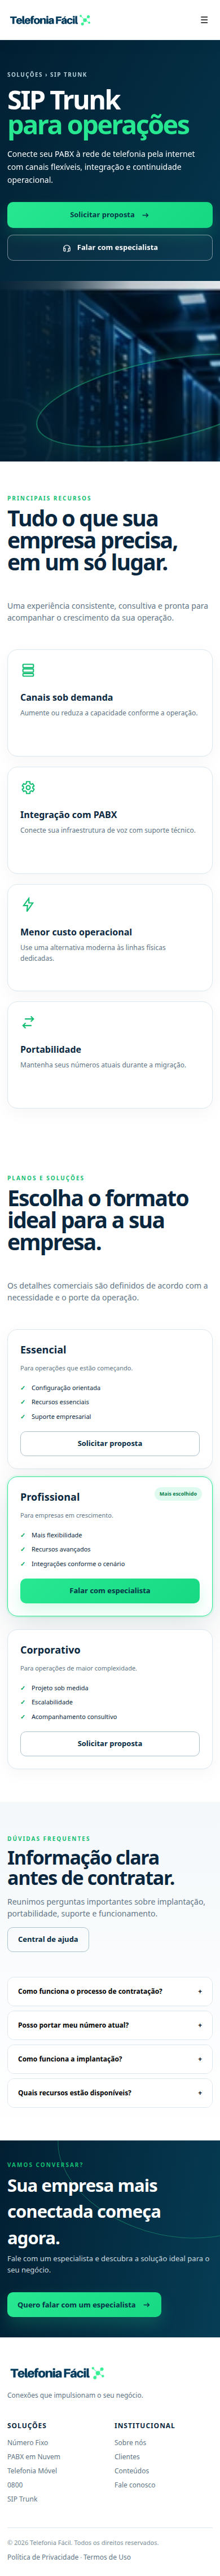 Telefonia Fácil
SOLUÇÕES › SIP TRUNK
SIP Trunk
para operações
Conecte seu PABX à rede de telefonia pela internet
com canais flexíveis, integração e continuidade
operacional.
Solicitar proposta →
Falar com especialista
PRINCIPAIS RECURSOS
Tudo o que sua
empresa precisa,
em um só lugar.
Uma experiência consistente, consultiva e pronta para
acompanhar o crescimento da sua operação.
Canais sob demanda
Aumente ou reduza a capacidade conforme a operação.
Integração com PABX
Conecte sua infraestrutura de voz com suporte técnico.
Menor custo operacional
Use uma alternativa moderna às linhas físicas
dedicadas.
Portabilidade
Mantenha seus números atuais durante a migração.
PLANOS E SOLUÇÕES
Escolha o formato
ideal para a sua
empresa.
Os detalhes comerciais são definidos de acordo com a
necessidade e o porte da operação.
Essencial
Para operações que estão começando.
✓ Configuração orientada
✓ Recursos essenciais
✓ Suporte empresarial
Solicitar proposta
Mais escolhido
Profissional
Para empresas em crescimento.
✓ Mais flexibilidade
✓ Recursos avançados
✓ Integrações conforme o cenário
Falar com especialista
Corporativo
Para operações de maior complexidade.
✓ Projeto sob medida
✓ Escalabilidade
✓ Acompanhamento consultivo
Solicitar proposta
DÚVIDAS FREQUENTES
Informação clara
antes de contratar.
Reunimos perguntas importantes sobre implantação,
portabilidade, suporte e funcionamento.
Central de ajuda
Como funciona o processo de contratação? +
Posso portar meu número atual? +
Como funciona a implantação? +
Quais recursos estão disponíveis? +
VAMOS CONVERSAR?
Sua empresa mais
conectada começa
agora.
Fale com um especialista e descubra a solução ideal para o
seu negócio.
Quero falar com um especialista →
Telefonia Fácil
Conexões que impulsionam o seu negócio.
SOLUÇÕES
Número Fixo
PABX em Nuvem
Telefonia Móvel
0800
SIP Trunk
INSTITUCIONAL
Sobre nós
Clientes
Conteúdos
Fale conosco
© 2026 Telefonia Fácil. Todos os direitos reservados.
Política de Privacidade · Termos de Uso